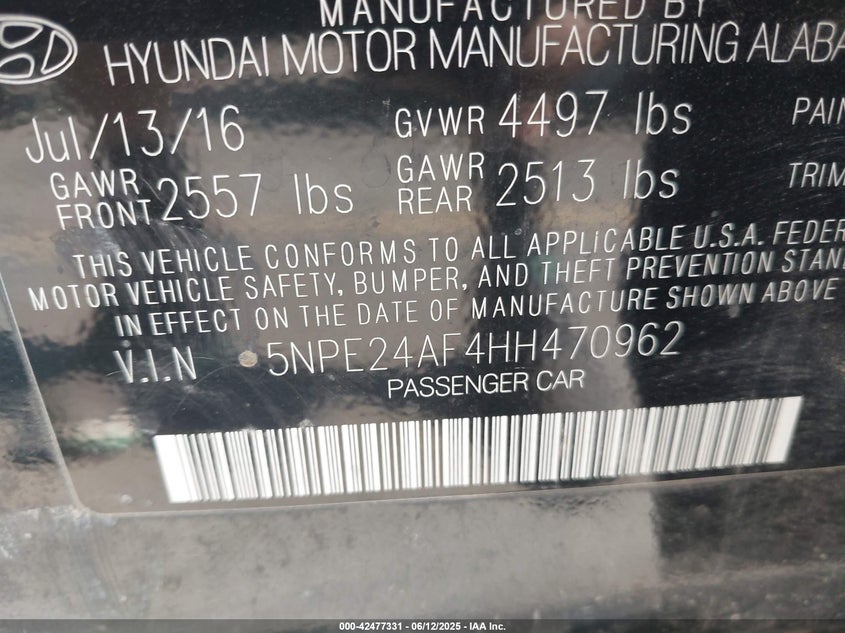 MANUFACTURED BY
HYUNDAI MOTOR MANUFACTURING ALABA
Jul/13/16 GVWR 4497 lbs PAIN
GAWR FRONT 2557 lbs GAWR REAR 2513 lbs TRIM
THIS VEHICLE CONFORMS TO ALL APPLICABLE U.S.A. FEDER
MOTOR VEHICLE SAFETY, BUMPER, AND THEFT PREVENTION STAN
IN EFFECT ON THE DATE OF MANUFACTURE SHOWN ABOVE
V.I.N 5NPE24AF4HH470962
PASSENGER CAR
000-42477331 - 06/12/2025 - IAA Inc.